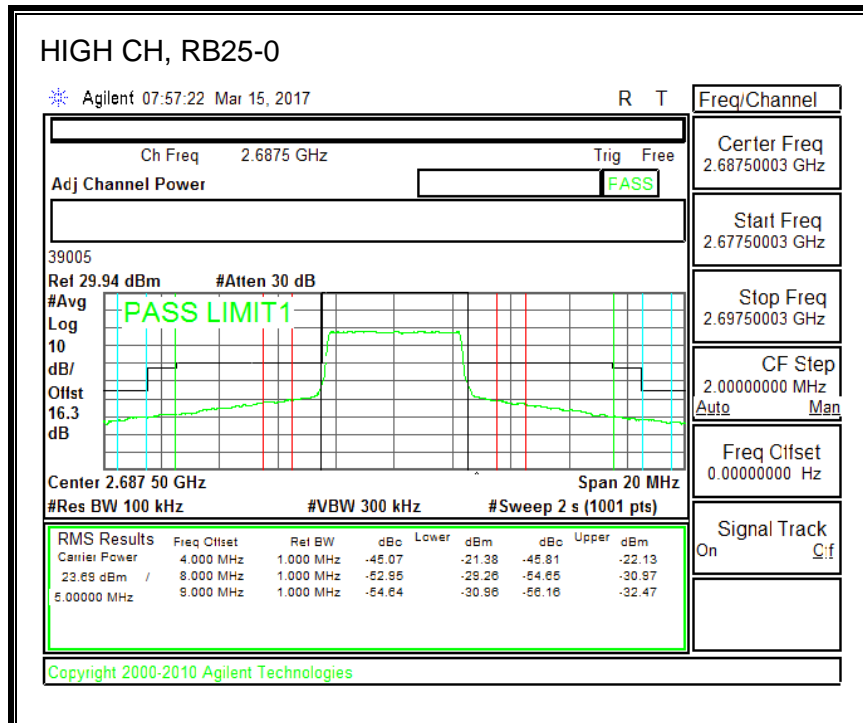 HIGH CH, RB25-0
Agilent 07:57:22 Mar 15, 2017 R T
Freq/Channel
Ch Freq 2.6875 GHz Trig Free
Adj Channel Power PASS
Center Freq
2.68750003 GHz
Start Freq
2.67750003 GHz
39005
Ref 29.94 dBm #Atten 30 dB
#Avg
Log
10
dB/
Offst
16.3
dB
PASS LIMIT1
Stop Freq
2.69750003 GHz
CF Step
2.00000000 MHz
Auto Man
Freq Offset
0.00000000 Hz
Center 2.687 50 GHz Span 20 MHz
#Res BW 100 kHz #VBW 300 kHz #Sweep 2 s (1001 pts)
Signal Track
On Off
RMS Results Freq Offset Ref BW dBc Lower dBm dBc Upper dBm
Carrier Power 4.000 MHz 1.000 MHz -45.07 -21.38 -45.81 -22.13
23.69 dBm / 8.000 MHz 1.000 MHz -52.95 -29.26 -54.65 -30.97
5.00000 MHz 9.000 MHz 1.000 MHz -54.64 -30.96 -56.16 -32.47
Copyright 2000-2010 Agilent Technologies